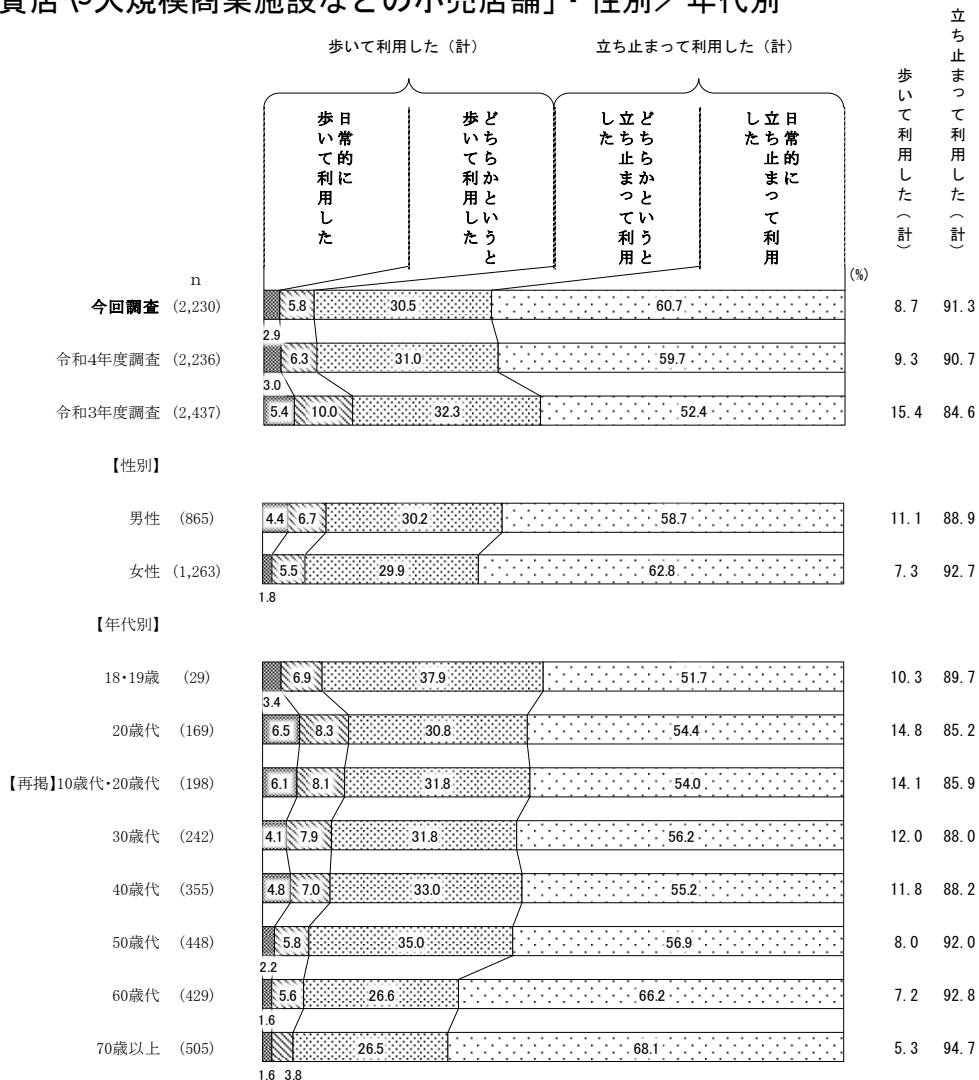 貨店や大規模商業施設などの小売店舗」・性別／年代別
歩いて利用した（計）
立ち止まって利用した（計）
日常的に歩いて利用した
どちらかというと歩いて利用した
どちらかというと立ち止まって利用した
日常的に立ち止まって利用した
歩いて利用した（計）
立ち止まって利用した（計）
n
(%)
今回調査 (2,230) 2.9 5.8 30.5 60.7 8.7 91.3
令和4年度調査 (2,236) 3.0 6.3 31.0 59.7 9.3 90.7
令和3年度調査 (2,437) 5.4 10.0 32.3 52.4 15.4 84.6
【性別】
男性 (865) 4.4 6.7 30.2 58.7 11.1 88.9
女性 (1,263) 1.8 5.5 29.9 62.8 7.3 92.7
【年代別】
18・19歳 (29) 3.4 6.9 37.9 51.7 10.3 89.7
20歳代 (169) 6.5 8.3 30.8 54.4 14.8 85.2
【再掲】10歳代・20歳代 (198) 6.1 8.1 31.8 54.0 14.1 85.9
30歳代 (242) 4.1 7.9 31.8 56.2 12.0 88.0
40歳代 (355) 4.8 7.0 33.0 55.2 11.8 88.2
50歳代 (448) 2.2 5.8 35.0 56.9 8.0 92.0
60歳代 (429) 1.6 5.6 26.6 66.2 7.2 92.8
70歳以上 (505) 1.6 3.8 26.5 68.1 5.3 94.7